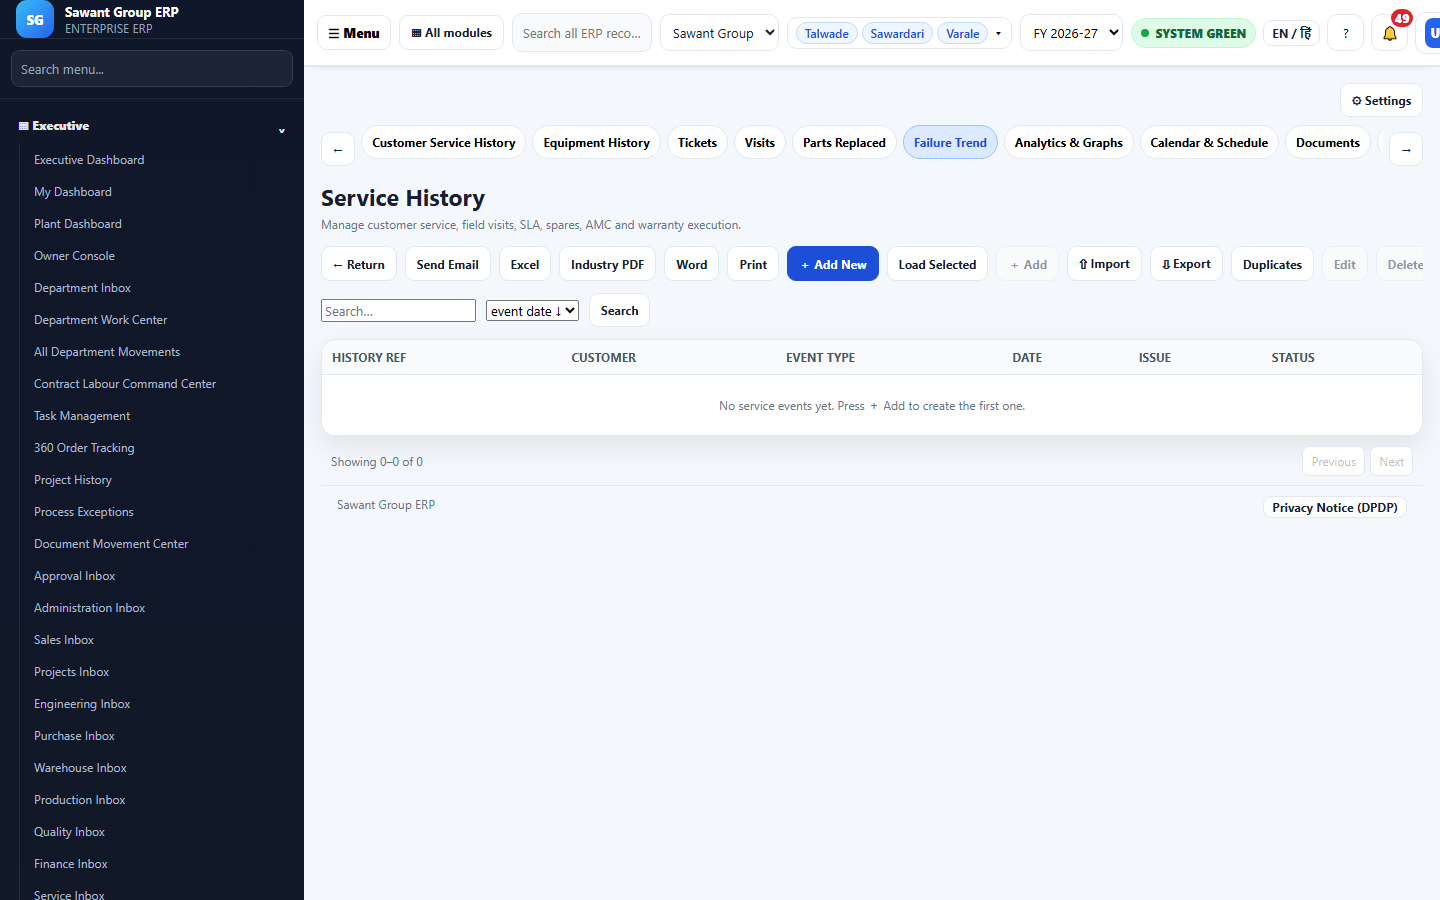 SG
Sawant Group ERP
ENTERPRISE ERP
Search menu...
Executive
Executive Dashboard
My Dashboard
Plant Dashboard
Owner Console
Department Inbox
Department Work Center
All Department Movements
Contract Labour Command Center
Task Management
360 Order Tracking
Project History
Process Exceptions
Document Movement Center
Approval Inbox
Administration Inbox
Sales Inbox
Projects Inbox
Engineering Inbox
Purchase Inbox
Warehouse Inbox
Production Inbox
Quality Inbox
Finance Inbox
Service Inbox
☰ Menu
All modules
Search all ERP reco...
Sawant Group
Talwade Sawardari Varale
FY 2026-27
SYSTEM GREEN
EN / हिं
?
49
U
⚙ Settings
←
Customer Service History
Equipment History
Tickets
Visits
Parts Replaced
Failure Trend
Analytics & Graphs
Calendar & Schedule
Documents
→
Service History
Manage customer service, field visits, SLA, spares, AMC and warranty execution.
← Return
Send Email
Excel
Industry PDF
Word
Print
+ Add New
Load Selected
+ Add
⇧ Import
⇩ Export
Duplicates
Edit
Delete
Search...
event date ↓
Search
HISTORY REF CUSTOMER EVENT TYPE DATE ISSUE STATUS
No service events yet. Press + Add to create the first one.
Showing 0–0 of 0
Previous
Next
Sawant Group ERP
Privacy Notice (DPDP)